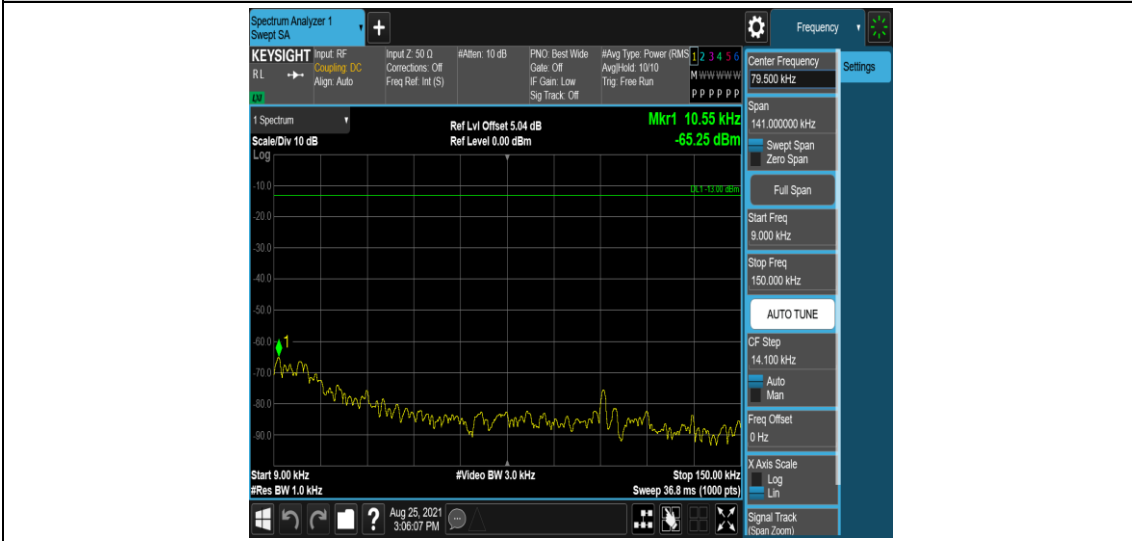 Spectrum Analyzer 1
Swept SA
+
Frequency
KEYSIGHT
RL
LM
Input: RF
Coupling: DC
Align: Auto
Input Z: 50 Ω
Corrections: Off
Freq Ref: Int (S)
#Atten: 10 dB
PNO: Best Wide
Gate: Off
IF Gain: Low
Sig Track: Off
#Avg Type: Power (RMS
Avg|Hold: 10/10
Trig: Free Run
1 2 3 4 5 6
M W W W W W
P P P P P P
1 Spectrum
Scale/Div 10 dB
Log
Ref Lvl Offset 5.04 dB
Ref Level 0.00 dBm
Mkr1 10.55 kHz
-65.25 dBm
DL1 -13.00 dBm
-10.0
-20.0
-30.0
-40.0
-50.0
-60.0
-70.0
-80.0
-90.0
1
Start 9.00 kHz
#Res BW 1.0 kHz
#Video BW 3.0 kHz
Stop 150.00 kHz
Sweep 36.8 ms (1000 pts)
Center Frequency
79.500 kHz
Settings
Span
141.000000 kHz
Swept Span
Zero Span
Full Span
Start Freq
9.000 kHz
Stop Freq
150.000 kHz
AUTO TUNE
CF Step
14.100 kHz
Auto
Man
Freq Offset
0 Hz
X Axis Scale
Log
Lin
Signal Track
(Span Zoom)
?
Aug 25, 2021
3:06:07 PM